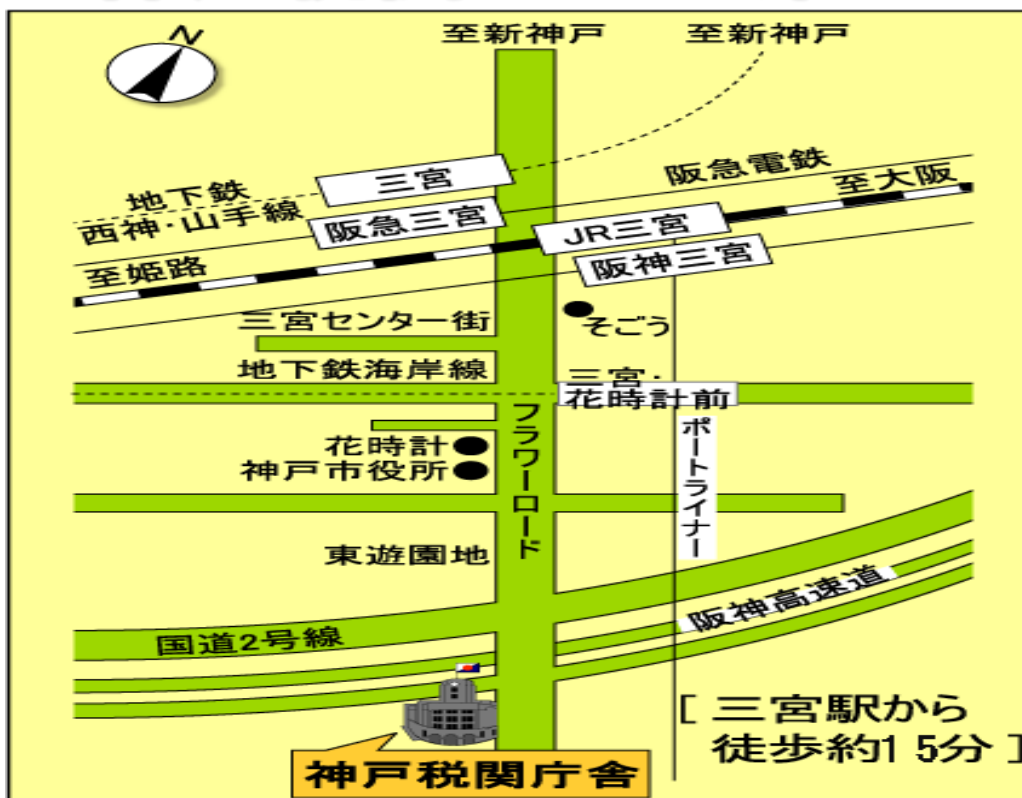 N
至新神戸
至新神戸
三宮
阪急電鉄
地下鉄
西神・山手線
至大阪
阪急三宮
JR三宮
至姫路
阪神三宮
三宮センター街
そごう
地下鉄海岸線
三宮・
花時計前
フラワーロード
ポートライナー
花時計
神戸市役所
東遊園地
阪神高速道
国道2号線
[ 三宮駅から
徒歩約15分 ]
神戸税関庁舎